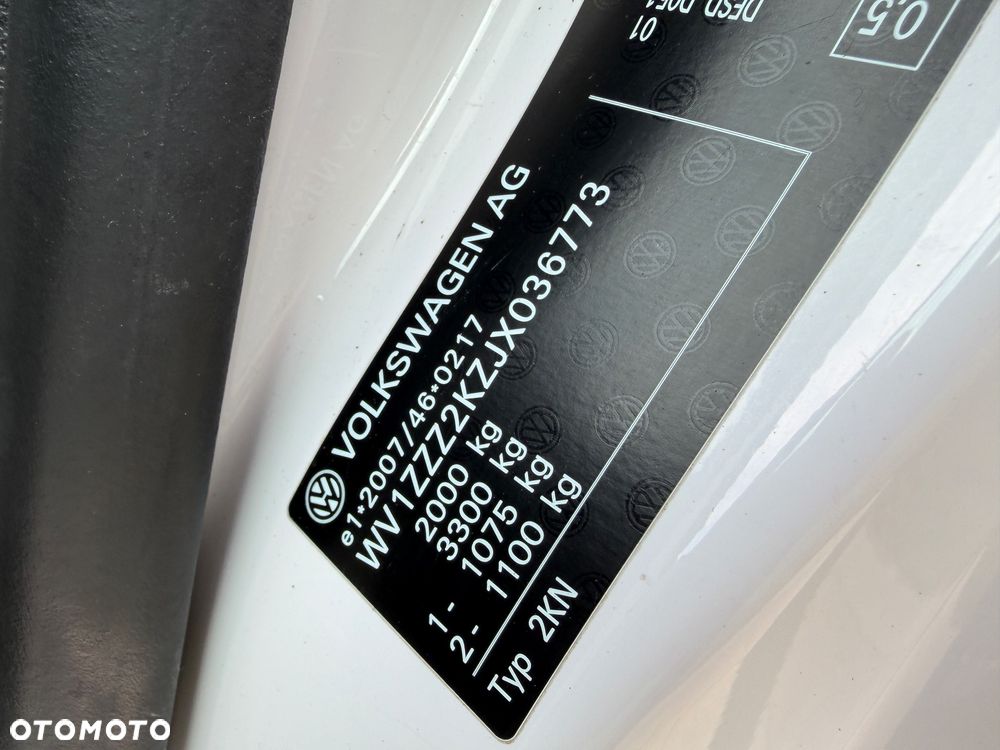 VOLKSWAGEN AG
e1*2007/46*0217
WV1ZZZ2KZJX036773
2000 kg
3300 kg
1- 1075 kg
2- 1100 kg
Typ 2KN
01
0,5
OTOMOTO